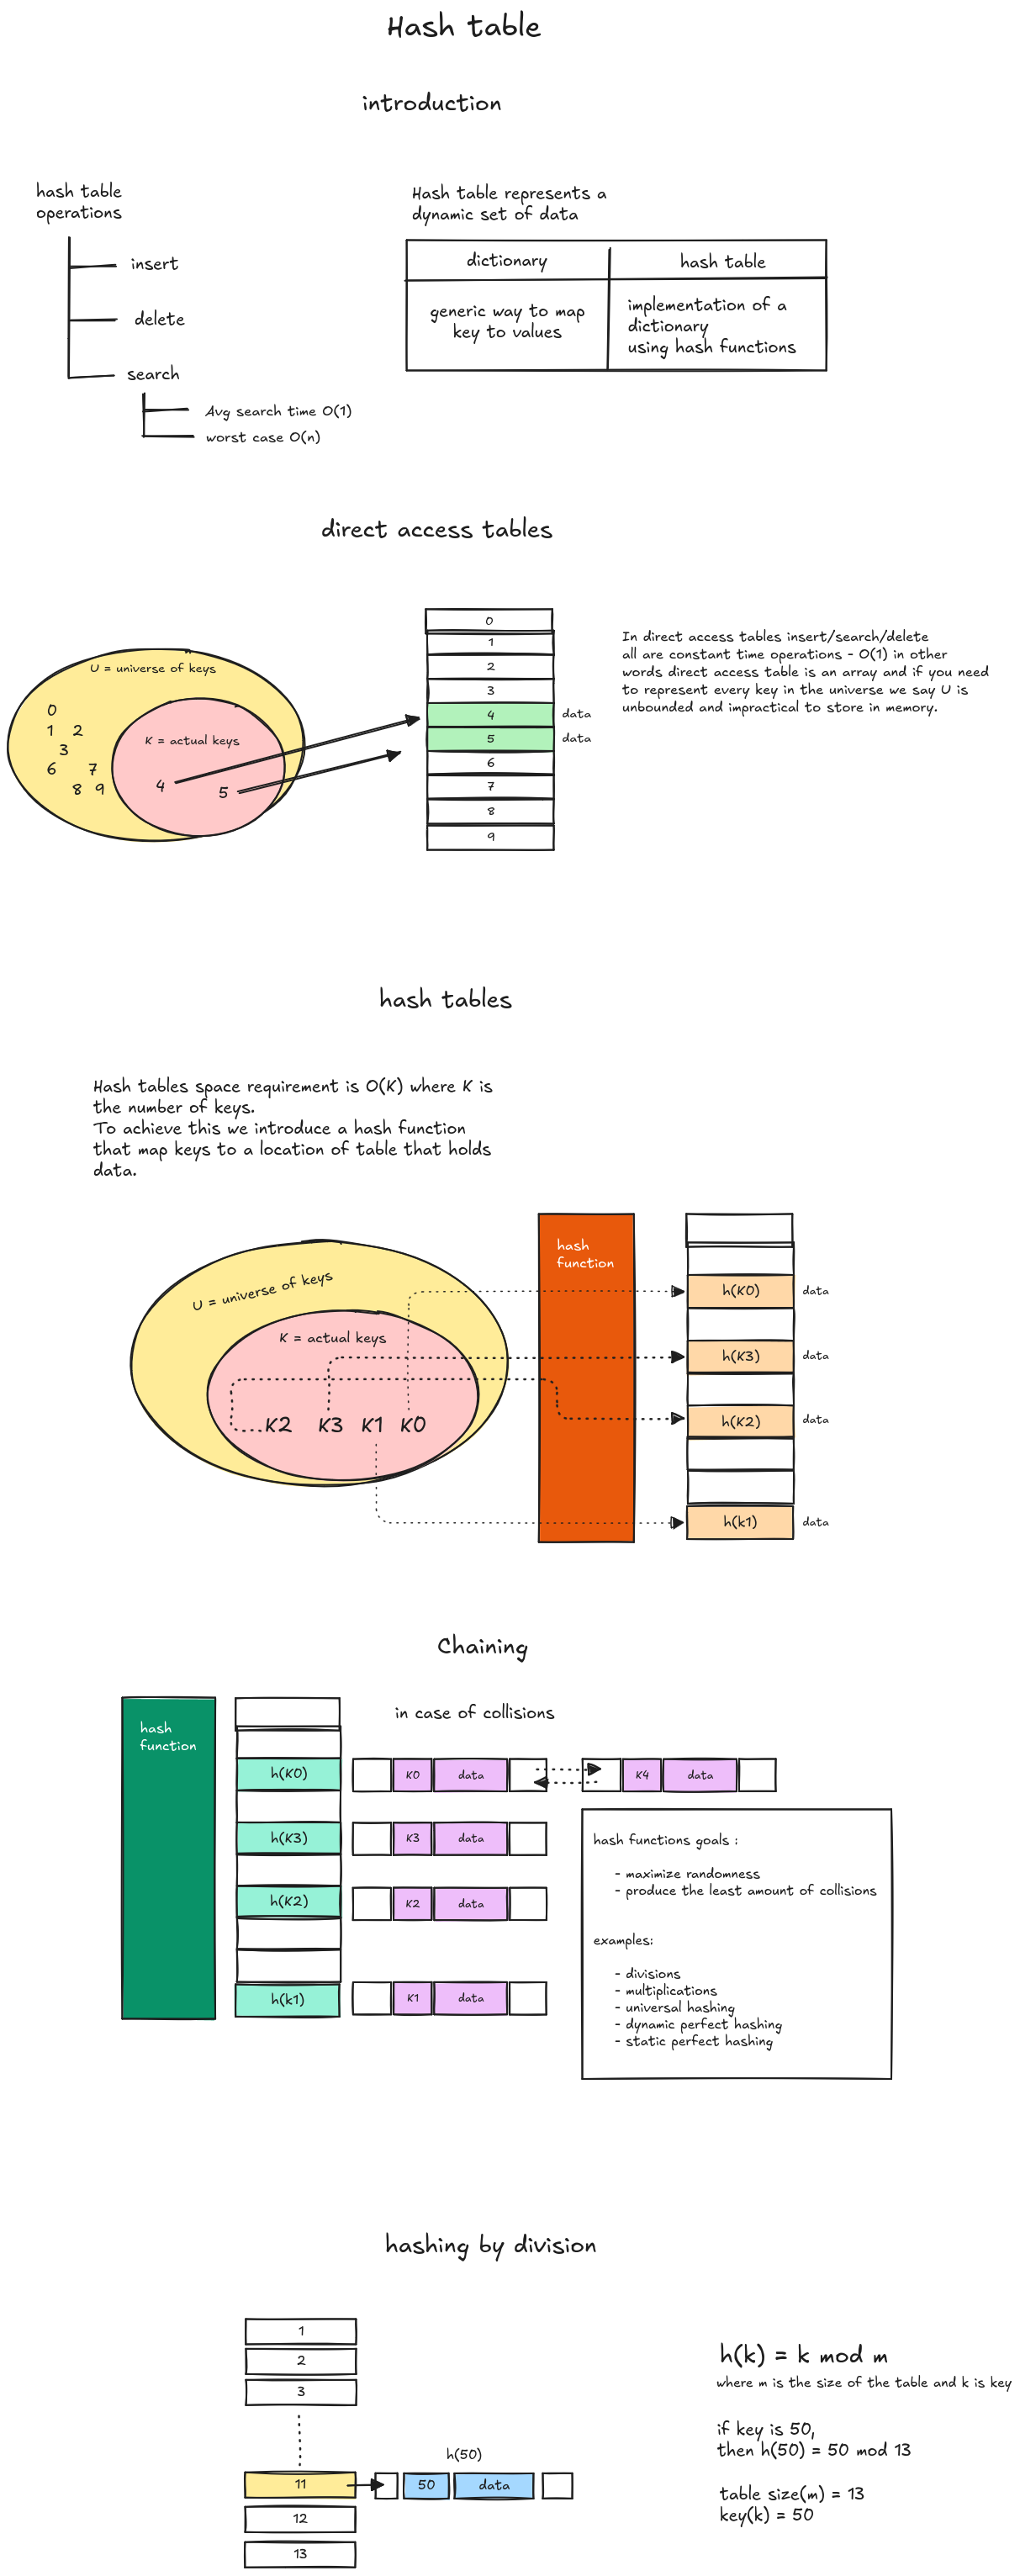 Hash table
introduction
hash table
operations
insert
delete
search
Avg search time O(1)
worst case O(n)
Hash table represents a
dynamic set of data
dictionary
hash table
generic way to map
key to values
implementation of a
dictionary
using hash functions
direct access tables
U = universe of keys
0
1 2
3
6 7
8 9
K = actual keys
4
5
0
1
2
3
4 data
5 data
6
7
8
9
In direct access tables insert/search/delete
all are constant time operations - O(1) in other
words direct access table is an array and if you need
to represent every key in the universe we say U is
unbounded and impractical to store in memory.
hash tables
Hash tables space requirement is O(K) where K is
the number of keys.
To achieve this we introduce a hash function
that map keys to a location of table that holds
data.
U = universe of keys
K = actual keys
K2 K3 K1 K0
hash
function
h(K0) data
h(K3) data
h(K2) data
h(k1) data
Chaining
hash
function
in case of collisions
h(K0) K0 data K4 data
h(K3) K3 data
h(K2) K2 data
h(k1) K1 data
hash functions goals :
- maximize randomness
- produce the least amount of collisions
examples:
- divisions
- multiplications
- universal hashing
- dynamic perfect hashing
- static perfect hashing
hashing by division
1
2
3
h(50)
11 50 data
12
13
h(k) = k mod m
where m is the size of the table and k is key
if key is 50,
then h(50) = 50 mod 13
table size(m) = 13
key(k) = 50